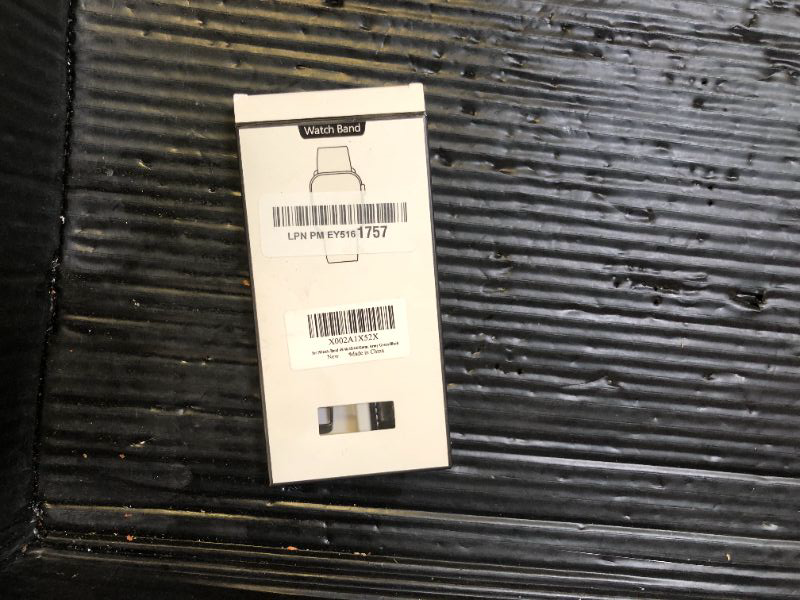 Watch Band
LPN PM EY516 1757
X002A1X52X
New
Made in China